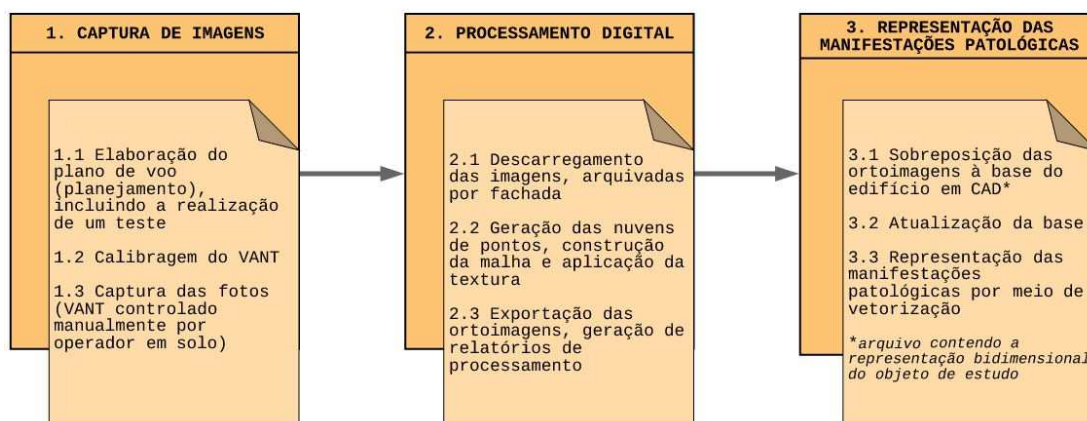 1. CAPTURA DE IMAGENS
1.1 Elaboração do
plano de voo
(planejamento),
incluindo a realização
de um teste
1.2 Calibragem do VANT
1.3 Captura das fotos
(VANT controlado
manualmente por
operador em solo)
2. PROCESSAMENTO DIGITAL
2.1 Descarregamento
das imagens, arquivadas
por fachada
2.2 Geração das nuvens
de pontos, construção
da malha e aplicação da
textura
2.3 Exportação das
ortoimagens, geração de
relatórios de
processamento
3. REPRESENTAÇÃO DAS
MANIFESTAÇÕES PATOLÓGICAS
3.1 Sobreposição das
ortoimagens à base do
edifício em CAD*
3.2 Atualização da base
3.3 Representação das
manifestações
patológicas por meio de
vetorização
*arquivo contendo a
representação bidimensional
do objeto de estudo